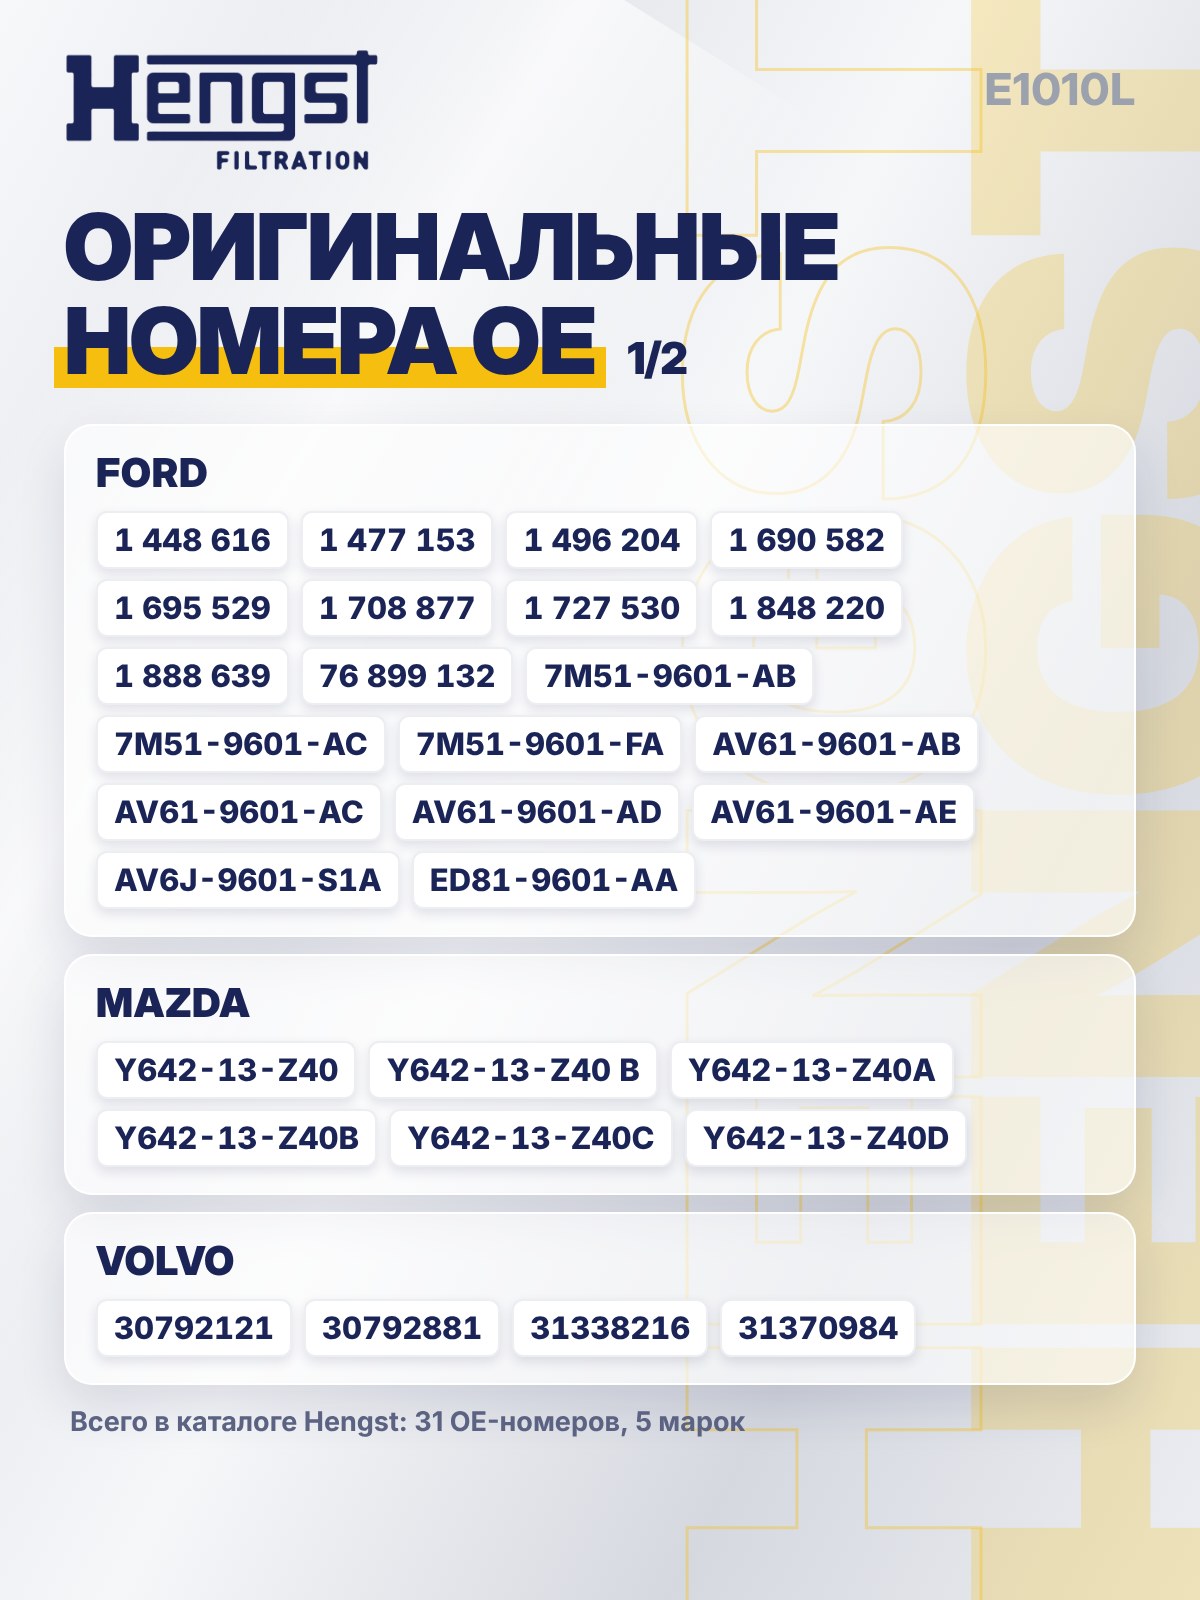 Hengst
FILTRATION
E1010L
ОРИГИНАЛЬНЫЕ
НОМЕРА OE 1/2
FORD
1 448 616 1 477 153 1 496 204 1 690 582
1 695 529 1 708 877 1 727 530 1 848 220
1 888 639 76 899 132 7M51-9601-AB
7M51-9601-AC 7M51-9601-FA AV61-9601-AB
AV61-9601-AC AV61-9601-AD AV61-9601-AE
AV6J-9601-S1A ED81-9601-AA
MAZDA
Y642-13-Z40 Y642-13-Z40 B Y642-13-Z40A
Y642-13-Z40B Y642-13-Z40C Y642-13-Z40D
VOLVO
30792121 30792881 31338216 31370984
Всего в каталоге Hengst: 31 OE-номеров, 5 марок
HENGST
HENGST